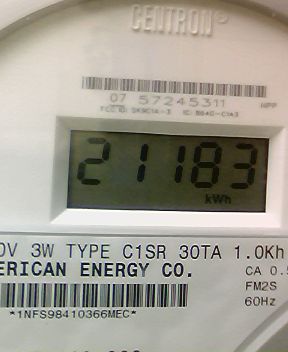 CENTRON®
07 57245311
HPP
21183
kWh
0V 3W TYPE C1SR 30TA 1.0Kh
ERICAN ENERGY CO.
CA 0.5
FM2S
60Hz
*1NFS98410366MEC*